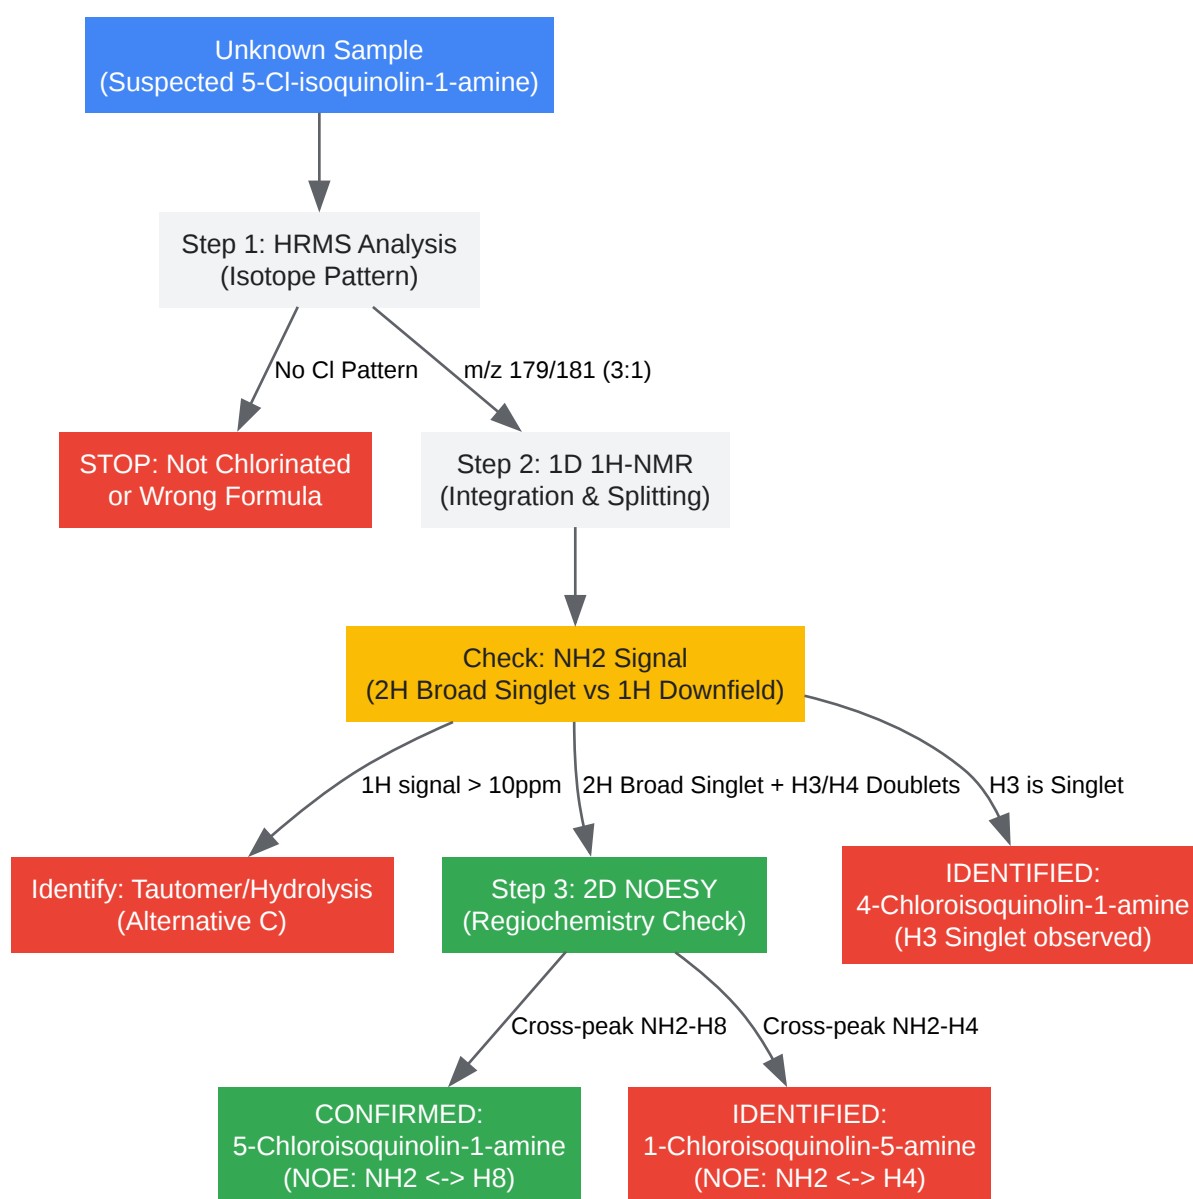 Unknown Sample
(Suspected 5-Cl-isoquinolin-1-amine)
Step 1: HRMS Analysis
(Isotope Pattern)
No Cl Pattern
m/z 179/181 (3:1)
STOP: Not Chlorinated
or Wrong Formula
Step 2: 1D 1H-NMR
(Integration & Splitting)
Check: NH2 Signal
(2H Broad Singlet vs 1H Downfield)
1H signal > 10ppm
2H Broad Singlet + H3/H4 Doublets
H3 is Singlet
Identify: Tautomer/Hydrolysis
(Alternative C)
Step 3: 2D NOESY
(Regiochemistry Check)
IDENTIFIED:
4-Chloroisoquinolin-1-amine
(H3 Singlet observed)
Cross-peak NH2-H8
Cross-peak NH2-H4
CONFIRMED:
5-Chloroisoquinolin-1-amine
(NOE: NH2 <-> H8)
IDENTIFIED:
1-Chloroisoquinolin-5-amine
(NOE: NH2 <-> H4)